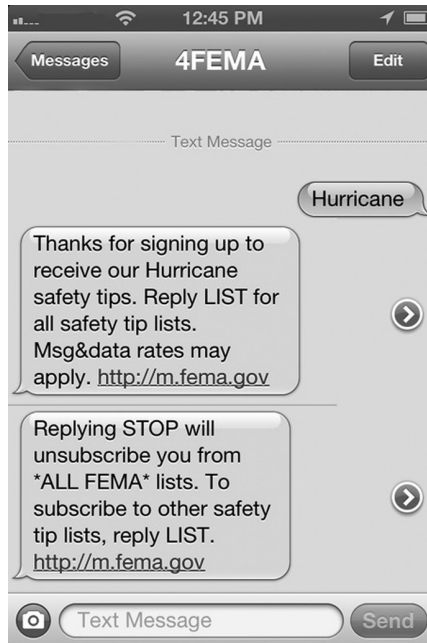 12:45 PM
Messages
4FEMA
Edit
Text Message
Hurricane
Thanks for signing up to
receive our Hurricane
safety tips. Reply LIST for
all safety tip lists.
Msg&data rates may
apply. http://m.fema.gov
Replying STOP will
unsubscribe you from
*ALL FEMA* lists. To
subscribe to other safety
tip lists, reply LIST.
http://m.fema.gov
Text Message
Send